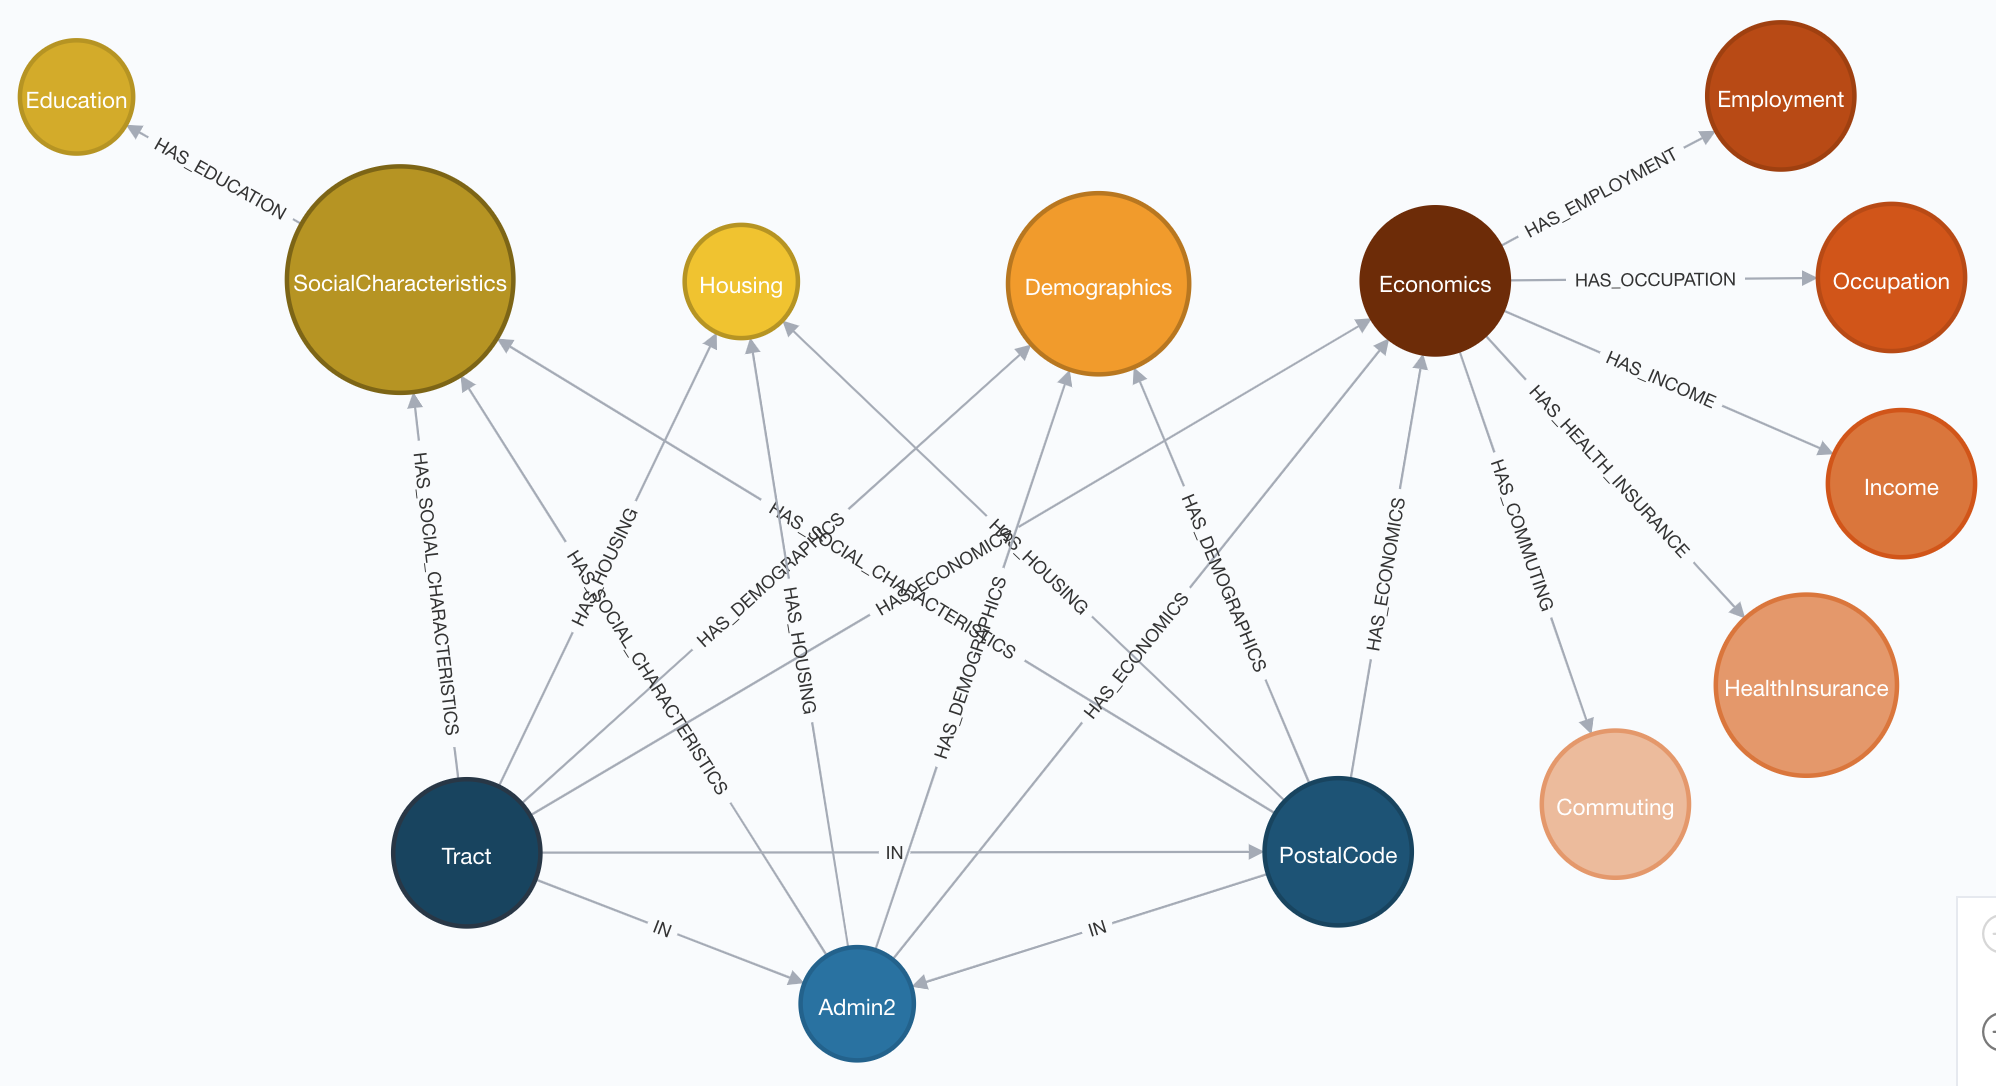 Education
Employment
HAS_EDUCATION
HAS_EMPLOYMENT
SocialCharacteristics
Housing
Demographics
Economics
HAS_OCCUPATION
Occupation
HAS_INCOME
Income
HAS_HEALTH_INSURANCE
HAS_COMMUTING
HealthInsurance
Commuting
HAS_SOCIAL_CHARACTERISTICS
HAS_HOUSING
HAS_SOCIAL_CHARACTERISTICS
HAS_DEMOGRAPHICS
HAS_HOUSING
HAS_SOCIAL_CHARACTERISTICS
HAS_ECONOMICS
HAS_HOUSING
HAS_DEMOGRAPHICS
HAS_ECONOMICS
HAS_DEMOGRAPHICS
HAS_ECONOMICS
Tract
IN
PostalCode
IN
IN
Admin2